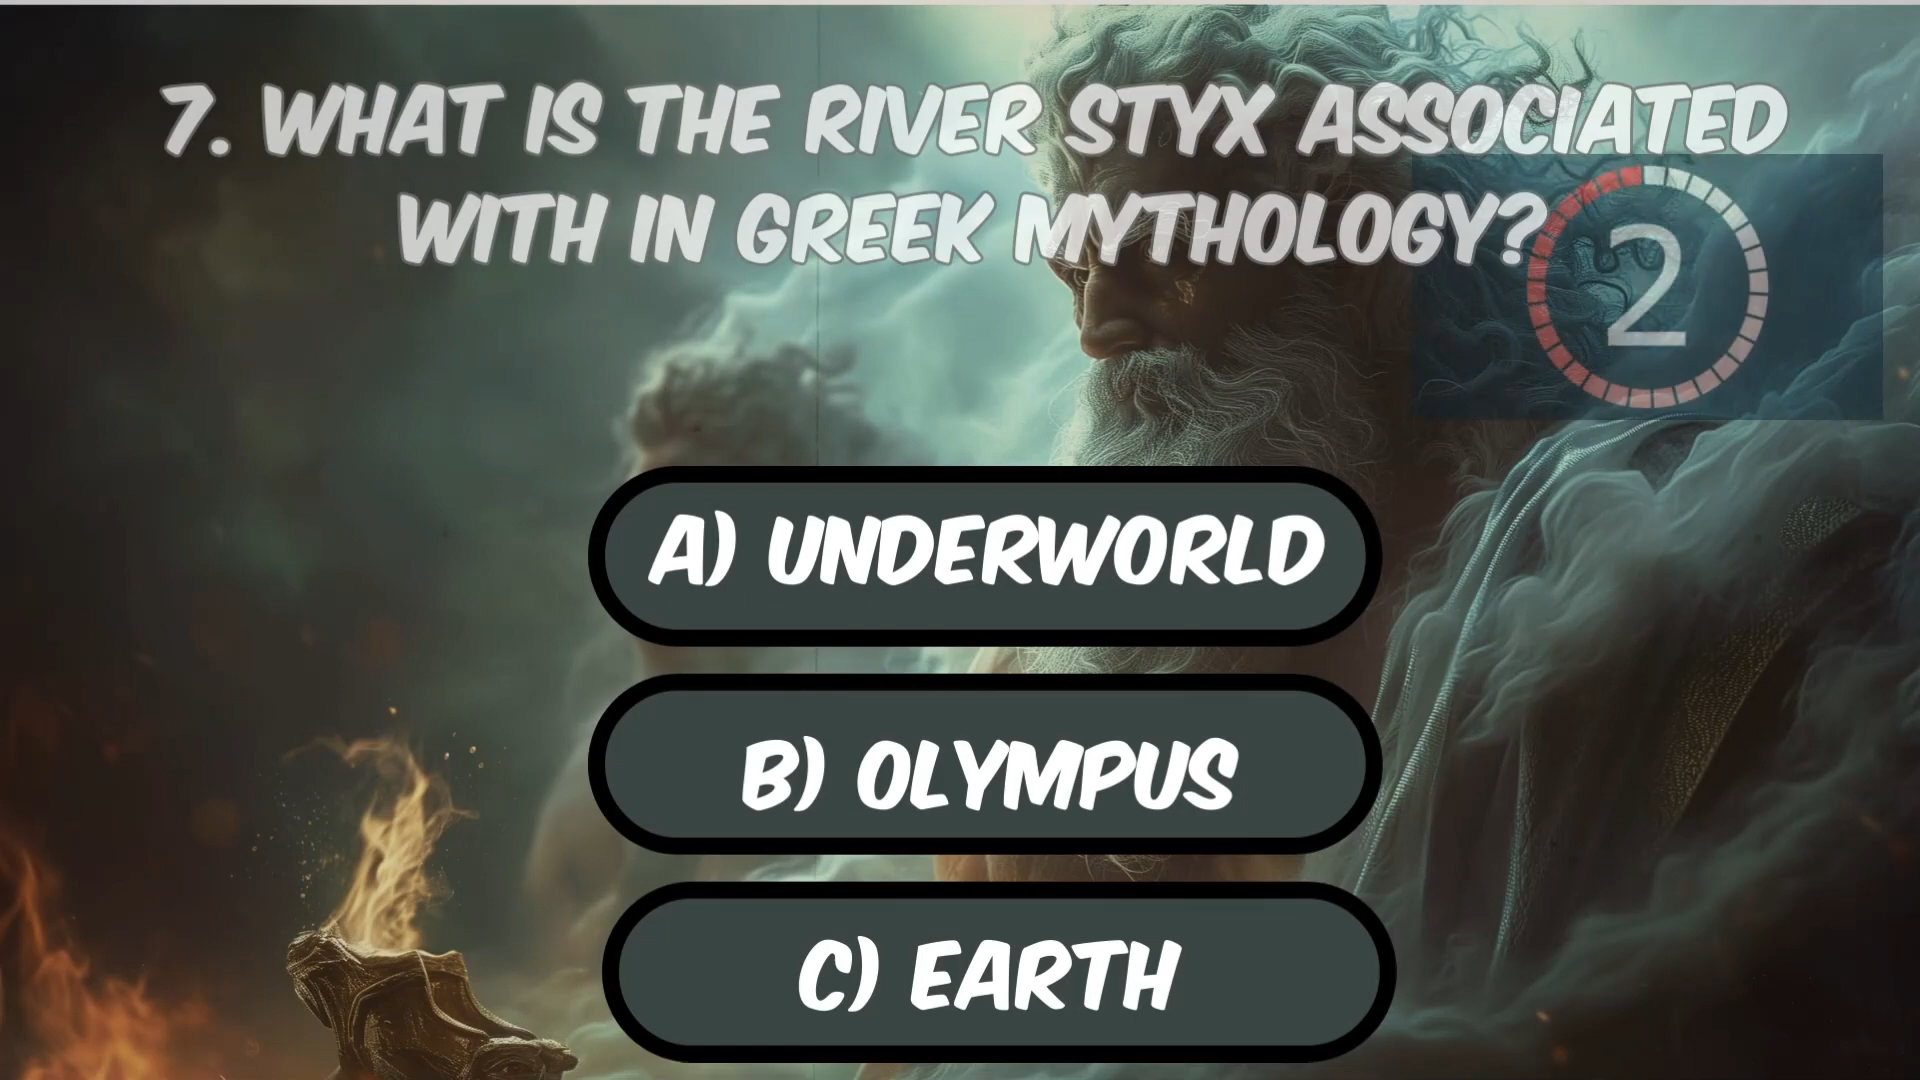 7. WHAT IS THE RIVER STYX ASSOCIATED
WITH IN GREEK MYTHOLOGY?
2
A) UNDERWORLD
B) OLYMPUS
C) EARTH